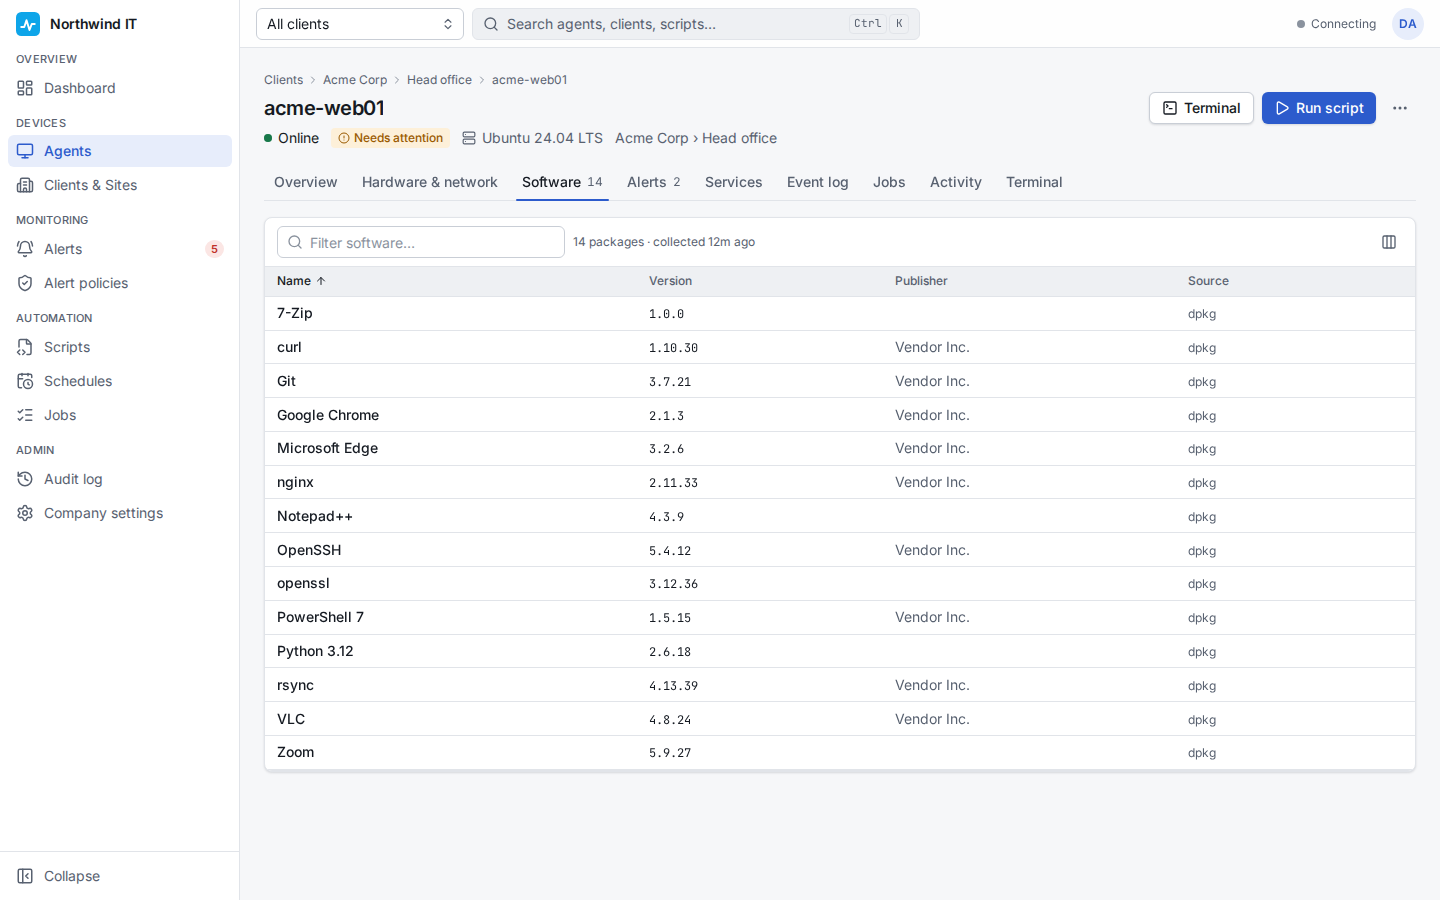 Northwind IT
All clients
Search agents, clients, scripts...
Ctrl K
Connecting
DA
OVERVIEW
Dashboard
DEVICES
Agents
Clients & Sites
MONITORING
Alerts 5
Alert policies
AUTOMATION
Scripts
Schedules
Jobs
ADMIN
Audit log
Company settings
Collapse
Clients > Acme Corp > Head office > acme-web01
acme-web01
Terminal
Run script
Online Needs attention Ubuntu 24.04 LTS Acme Corp › Head office
Overview Hardware & network Software 14 Alerts 2 Services Event log Jobs Activity Terminal
Filter software... 14 packages · collected 12m ago
Name ↑ Version Publisher Source
7-Zip 1.0.0 dpkg
curl 1.10.30 Vendor Inc. dpkg
Git 3.7.21 Vendor Inc. dpkg
Google Chrome 2.1.3 Vendor Inc. dpkg
Microsoft Edge 3.2.6 Vendor Inc. dpkg
nginx 2.11.33 Vendor Inc. dpkg
Notepad++ 4.3.9 dpkg
OpenSSH 5.4.12 Vendor Inc. dpkg
openssl 3.12.36 dpkg
PowerShell 7 1.5.15 Vendor Inc. dpkg
Python 3.12 2.6.18 dpkg
rsync 4.13.39 Vendor Inc. dpkg
VLC 4.8.24 Vendor Inc. dpkg
Zoom 5.9.27 dpkg